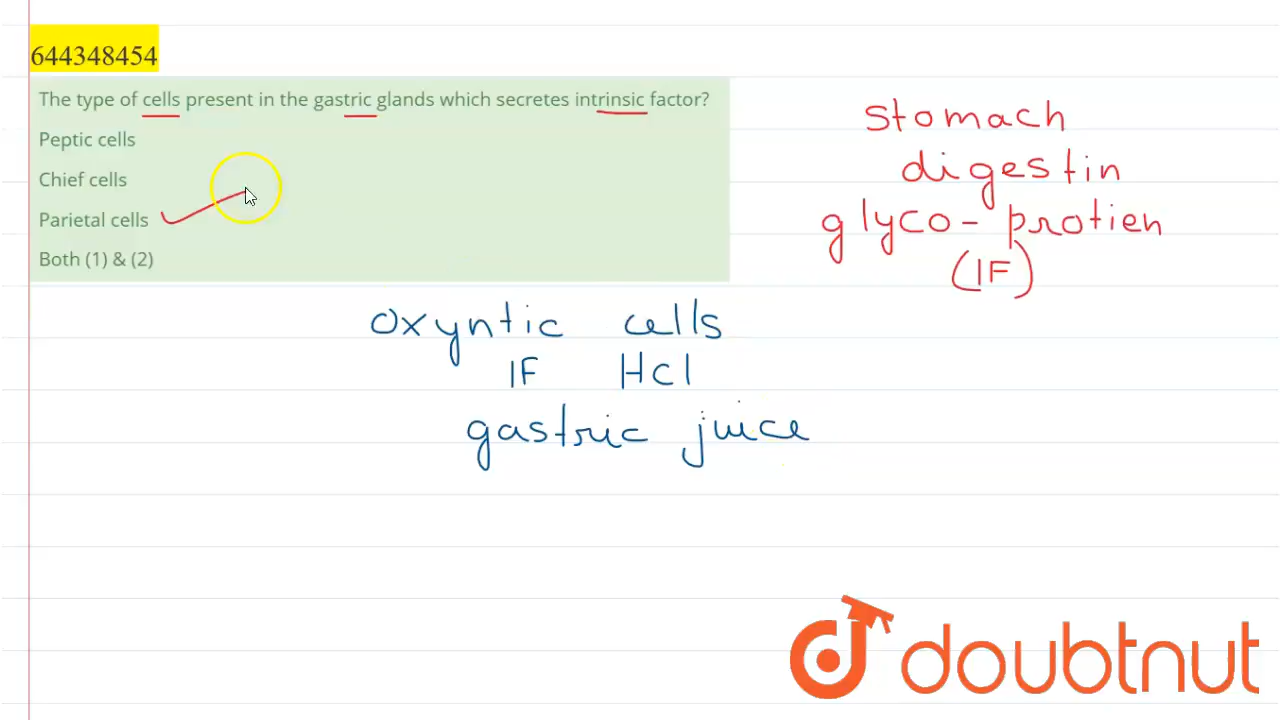 644348454
The type of cells present in the gastric glands which secretes intrinsic factor?
Peptic cells
Chief cells
Parietal cells
Both (1) & (2)
stomach
digestin
glyco - protien
(IF)
oxyntic cells
IF HCl
gastric juice
doubtnut